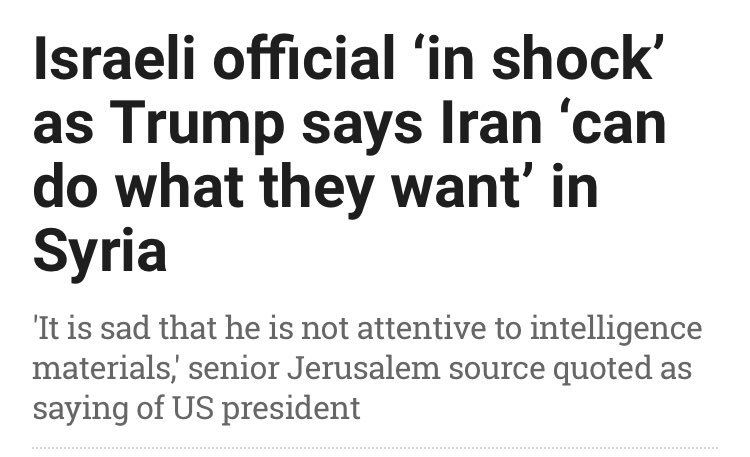 Israeli official ‘in shock’
as Trump says Iran ‘can
do what they want’ in
Syria
'It is sad that he is not attentive to intelligence
materials,' senior Jerusalem source quoted as
saying of US president